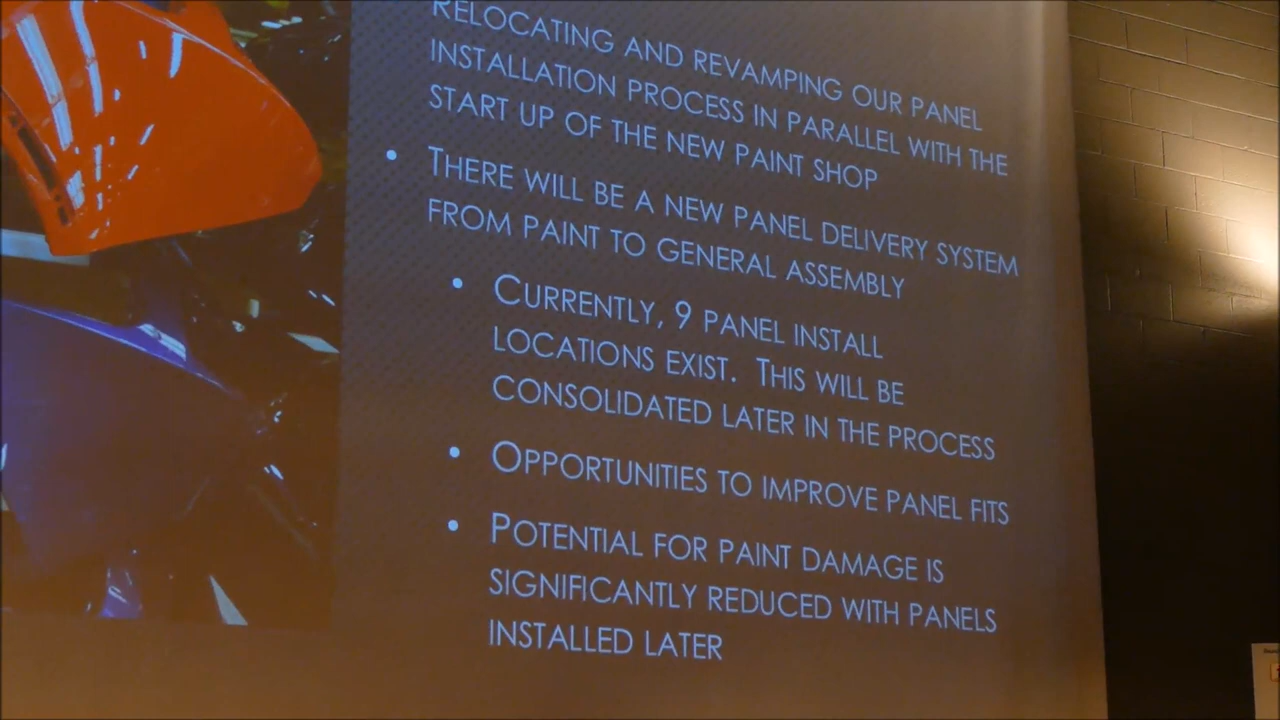 RELOCATING AND REVAMPING OUR PANEL
INSTALLATION PROCESS IN PARALLEL WITH THE
START UP OF THE NEW PAINT SHOP
• THERE WILL BE A NEW PANEL DELIVERY SYSTEM
FROM PAINT TO GENERAL ASSEMBLY
• CURRENTLY, 9 PANEL INSTALL
LOCATIONS EXIST. THIS WILL BE
CONSOLIDATED LATER IN THE PROCESS
• OPPORTUNITIES TO IMPROVE PANEL FITS
• POTENTIAL FOR PAINT DAMAGE IS
SIGNIFICANTLY REDUCED WITH PANELS
INSTALLED LATER